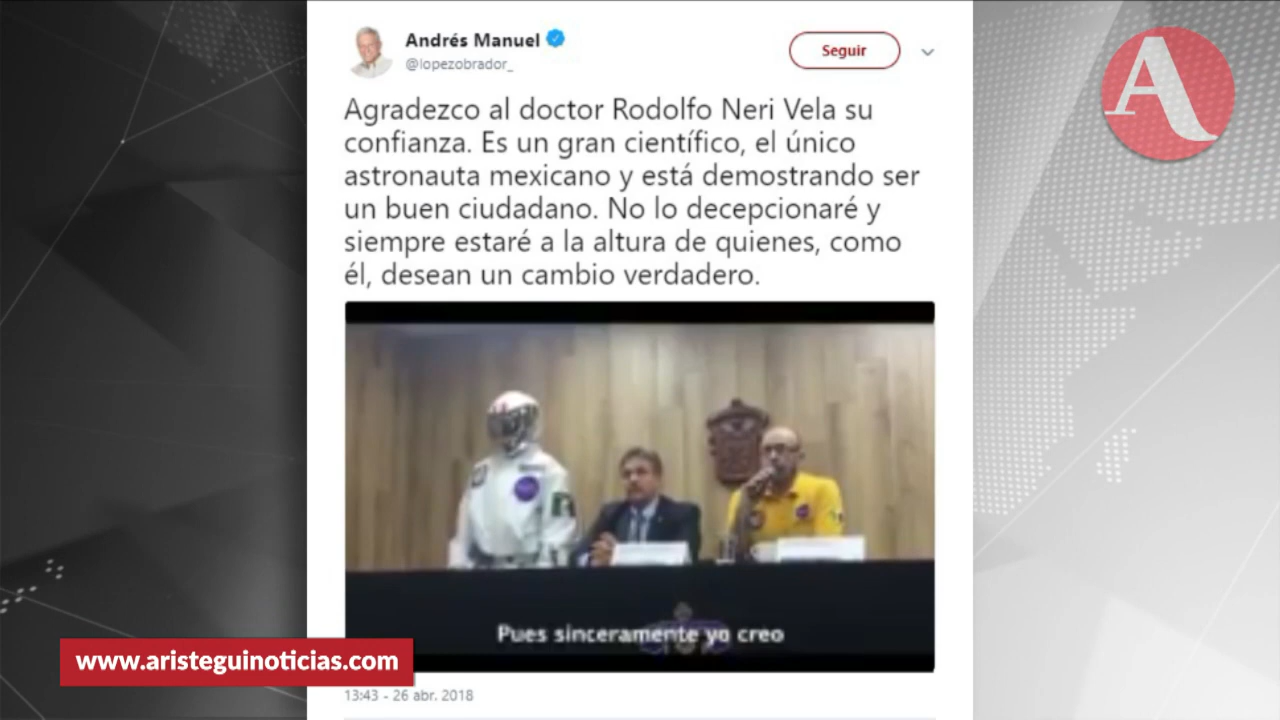 Andrés Manuel
@lopezobrador_
Seguir
A
Agradezco al doctor Rodolfo Neri Vela su
confianza. Es un gran científico, el único
astronauta mexicano y está demostrando ser
un buen ciudadano. No lo decepcionaré y
siempre estaré a la altura de quienes, como
él, desean un cambio verdadero.
Pues sinceramente yo creo
www.aristeguinoticias.com
13:43 - 26 abr. 2018